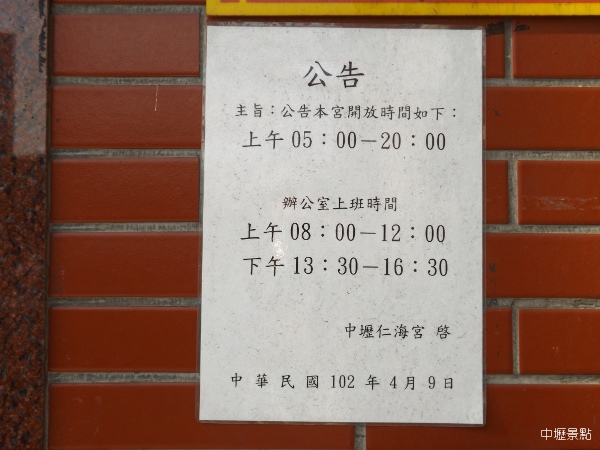 公告
主旨：公告本宮開放時間如下：
上午 05：00－20：00
辦公室上班時間
上午 08：00－12：00
下午 13：30－16：30
中壢仁海宮 啓
中華民國 102 年 4 月 9 日
中壢景點